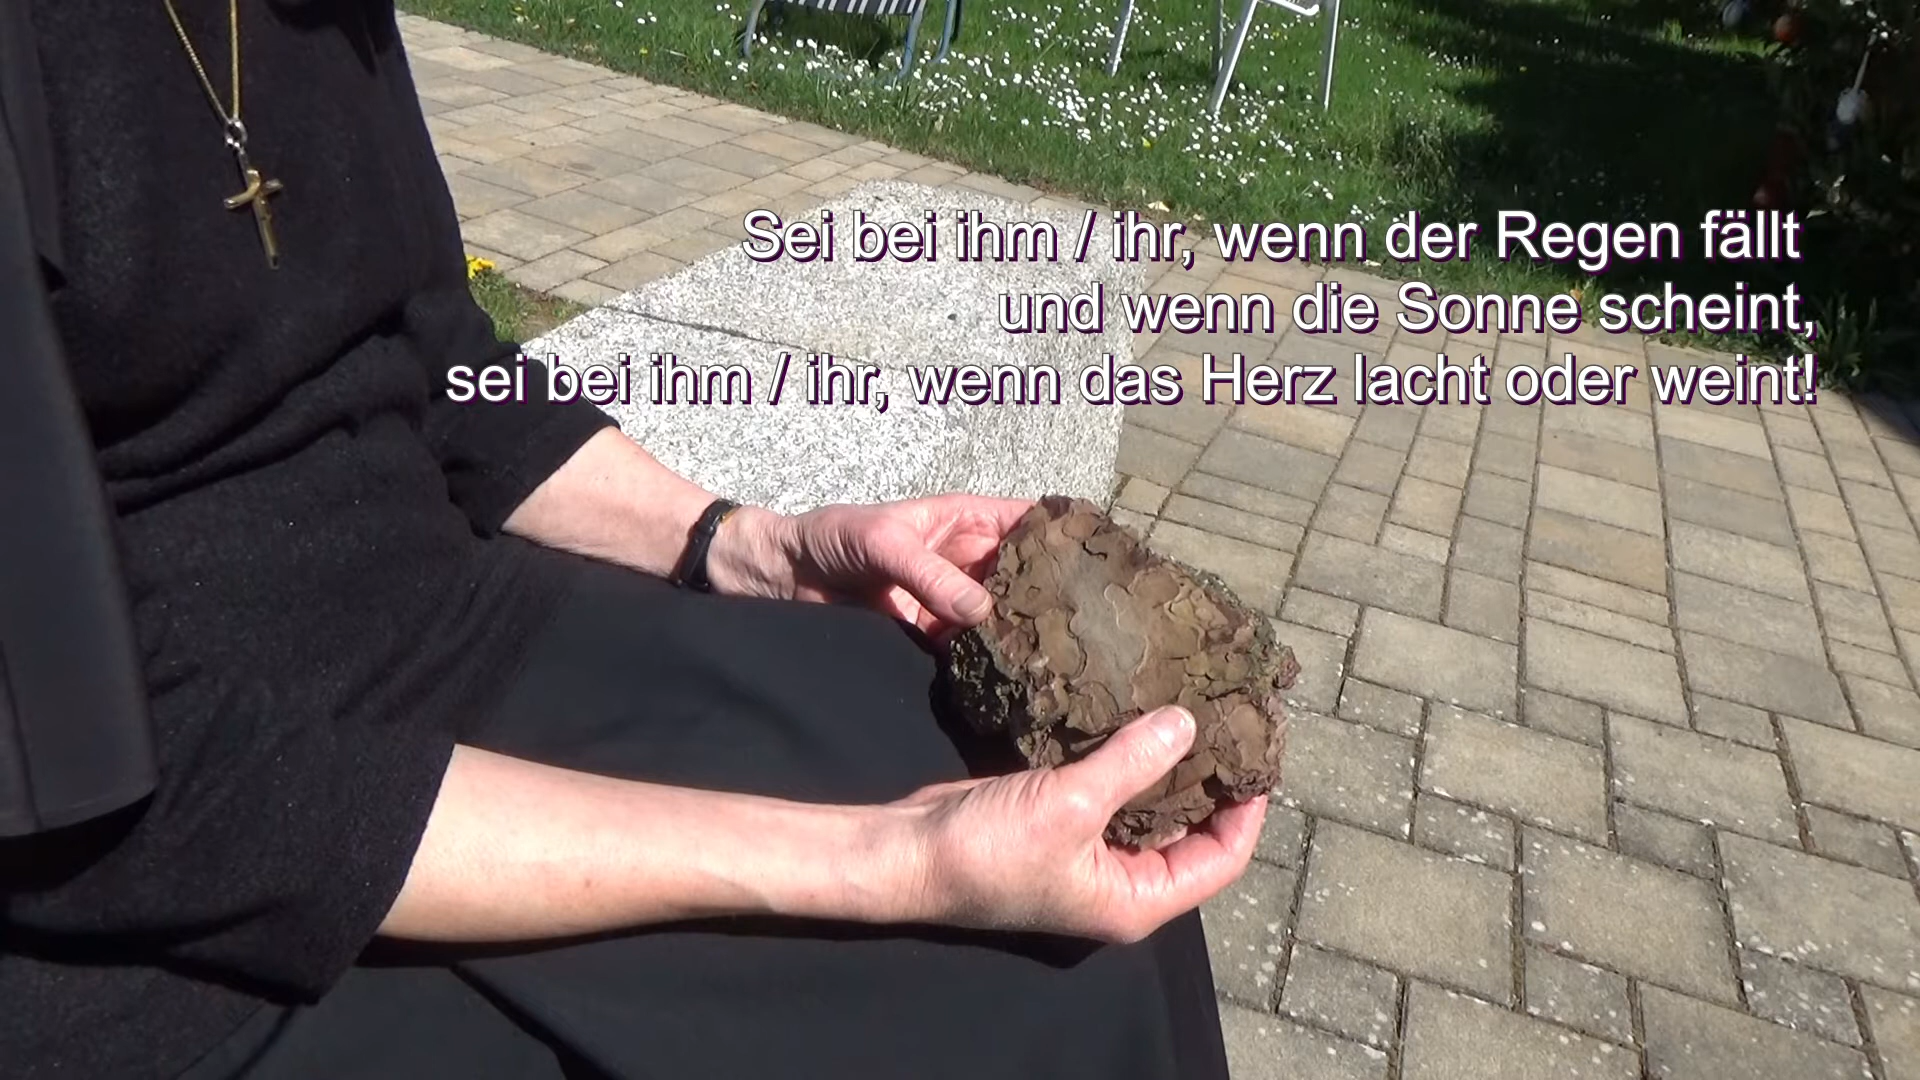 Sei bei ihm / ihr, wenn der Regen fällt
und wenn die Sonne scheint,
sei bei ihm / ihr, wenn das Herz lacht oder weint!